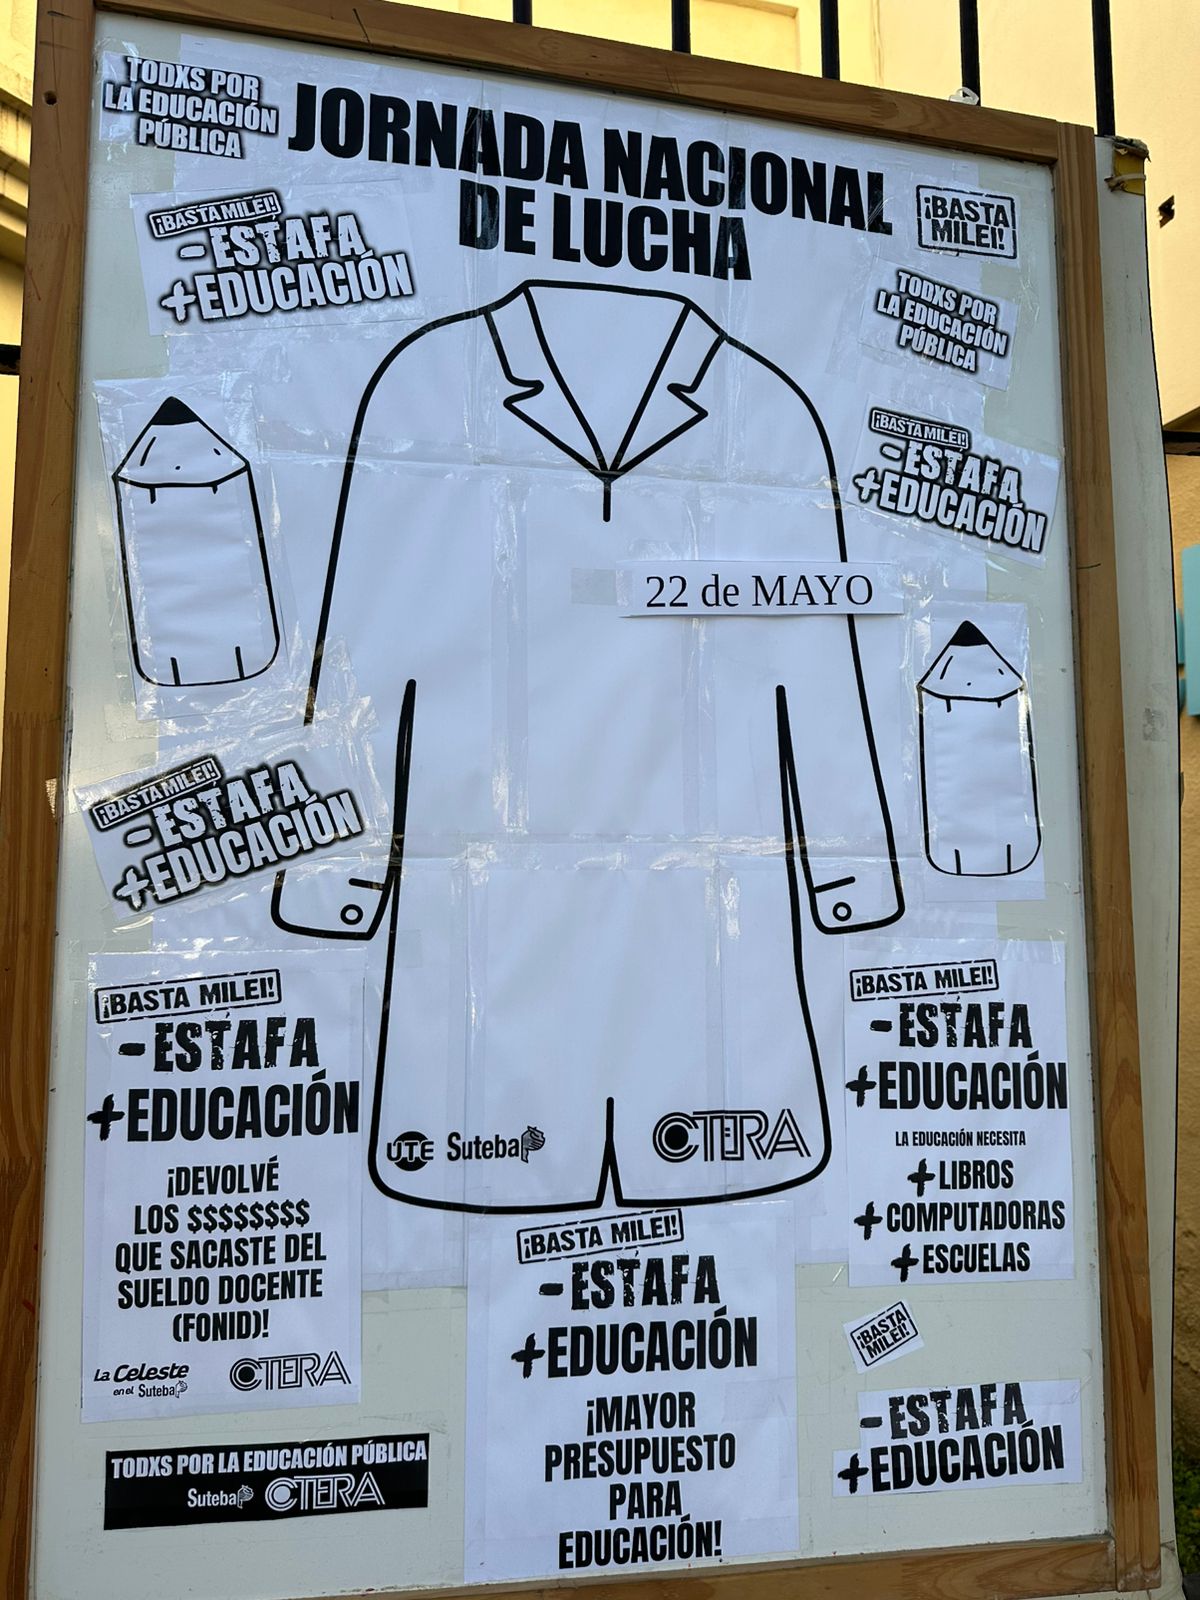 TODXS POR
LA EDUCACIÓN
PÚBLICA
JORNADA NACIONAL
DE LUCHA
¡BASTA
MILEI!
¡BASTA MILEI!
-ESTAFA
+EDUCACIÓN
TODXS POR
LA EDUCACIÓN
PÚBLICA
¡BASTA MILEI!
-ESTAFA
+EDUCACIÓN
22 de MAYO
¡BASTA MILEI!
-ESTAFA
+EDUCACIÓN
¡BASTA MILEI!
-ESTAFA
+EDUCACIÓN
¡DEVOLVÉ
LOS $$$$$$$$
QUE SACASTE DEL
SUELDO DOCENTE
(FONID)!
La Celeste
en el Suteba
CTERA
UTE Suteba CTERA
¡BASTA MILEI!
-ESTAFA
+EDUCACIÓN
LA EDUCACIÓN NECESITA
+LIBROS
+COMPUTADORAS
+ESCUELAS
¡BASTA MILEI!
-ESTAFA
+EDUCACIÓN
¡MAYOR
PRESUPUESTO
PARA
EDUCACIÓN!
¡BASTA
MILEI!
-ESTAFA
+EDUCACIÓN
TODXS POR LA EDUCACIÓN PÚBLICA
Suteba CTERA